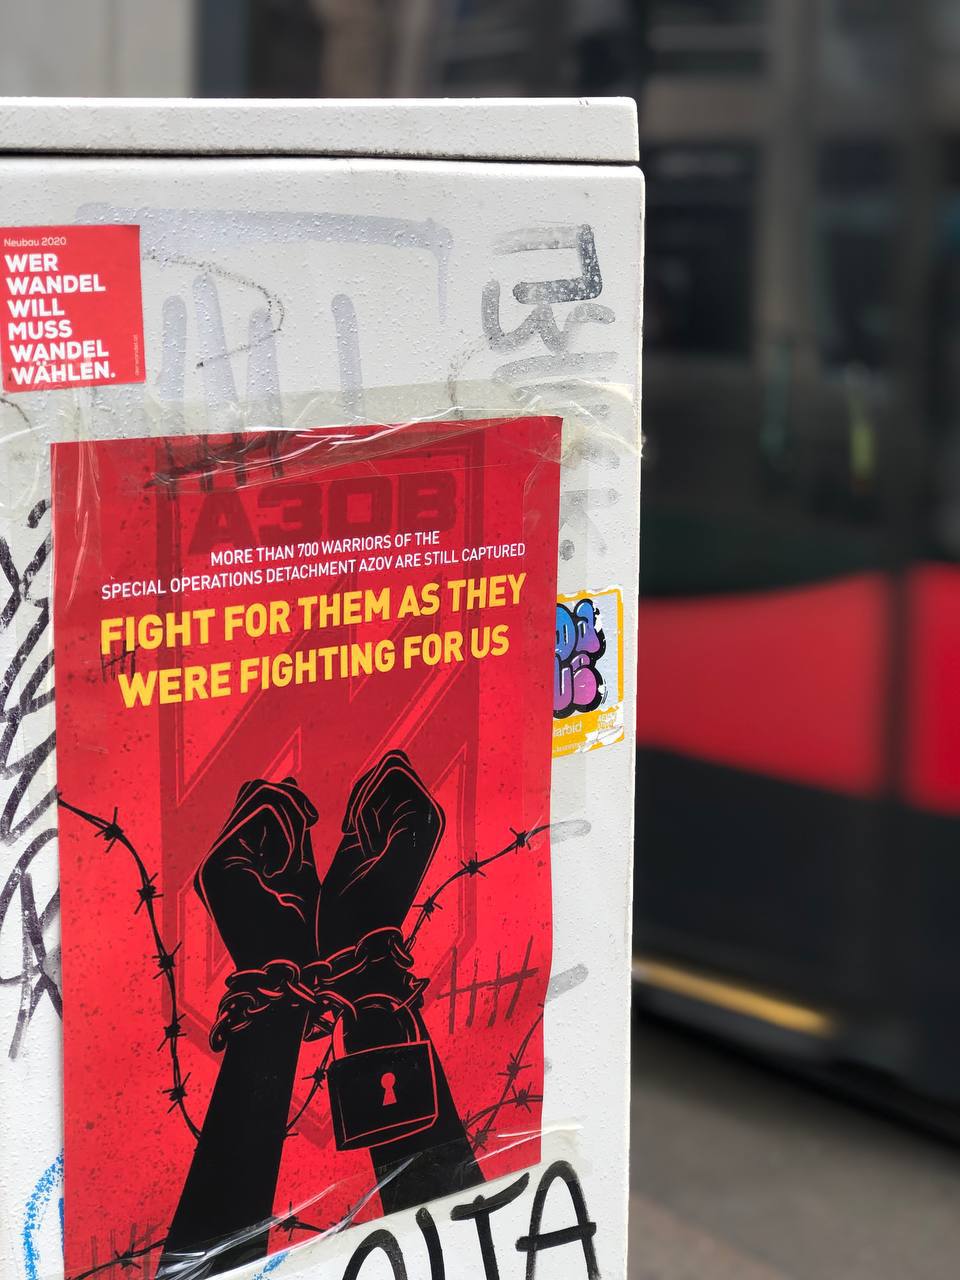 Neubau 2020
WER
WANDEL
WILL
MUSS
WANDEL
WÄHLEN.
АЗОВ
MORE THAN 700 WARRIORS OF THE
SPECIAL OPERATIONS DETACHMENT AZOV ARE STILL CAPTURED
FIGHT FOR THEM AS THEY
WERE FIGHTING FOR US